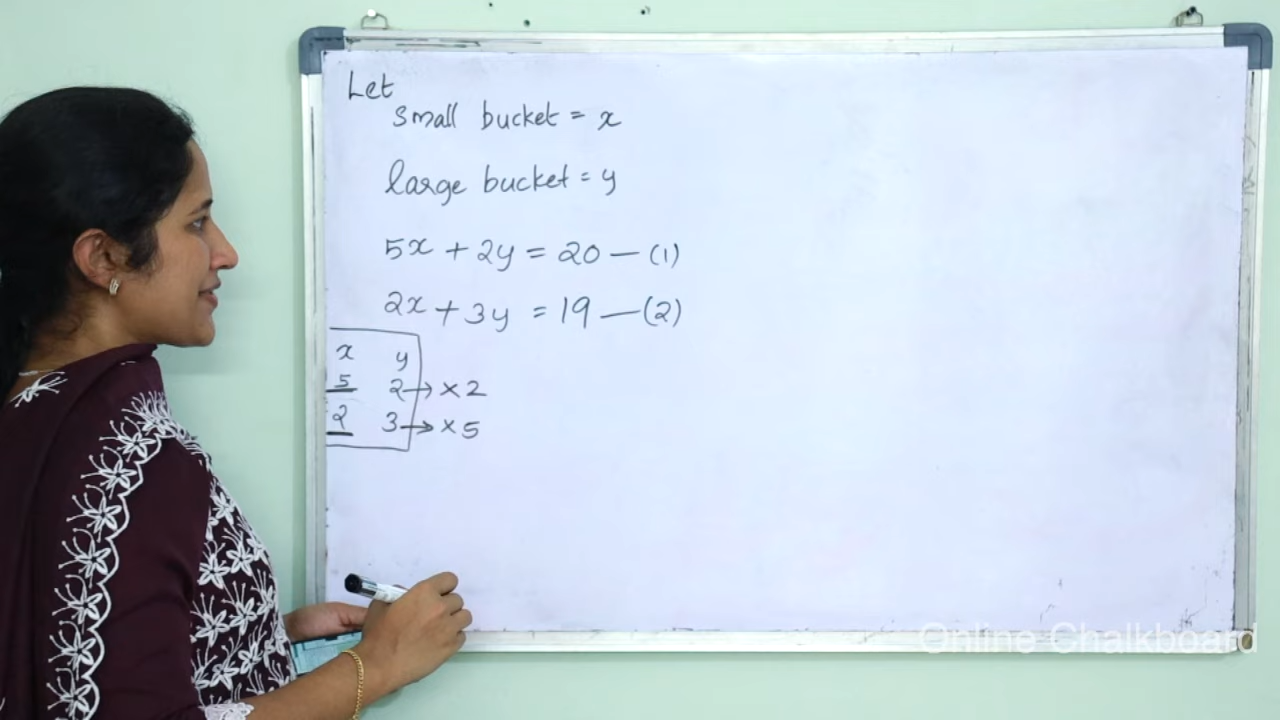 Let
small bucket = x
large bucket = y
5x + 2y = 20 — (1)
2x + 3y = 19 — (2)
x y
5 2 → × 2
2 3 → × 5
Online Chalkboard